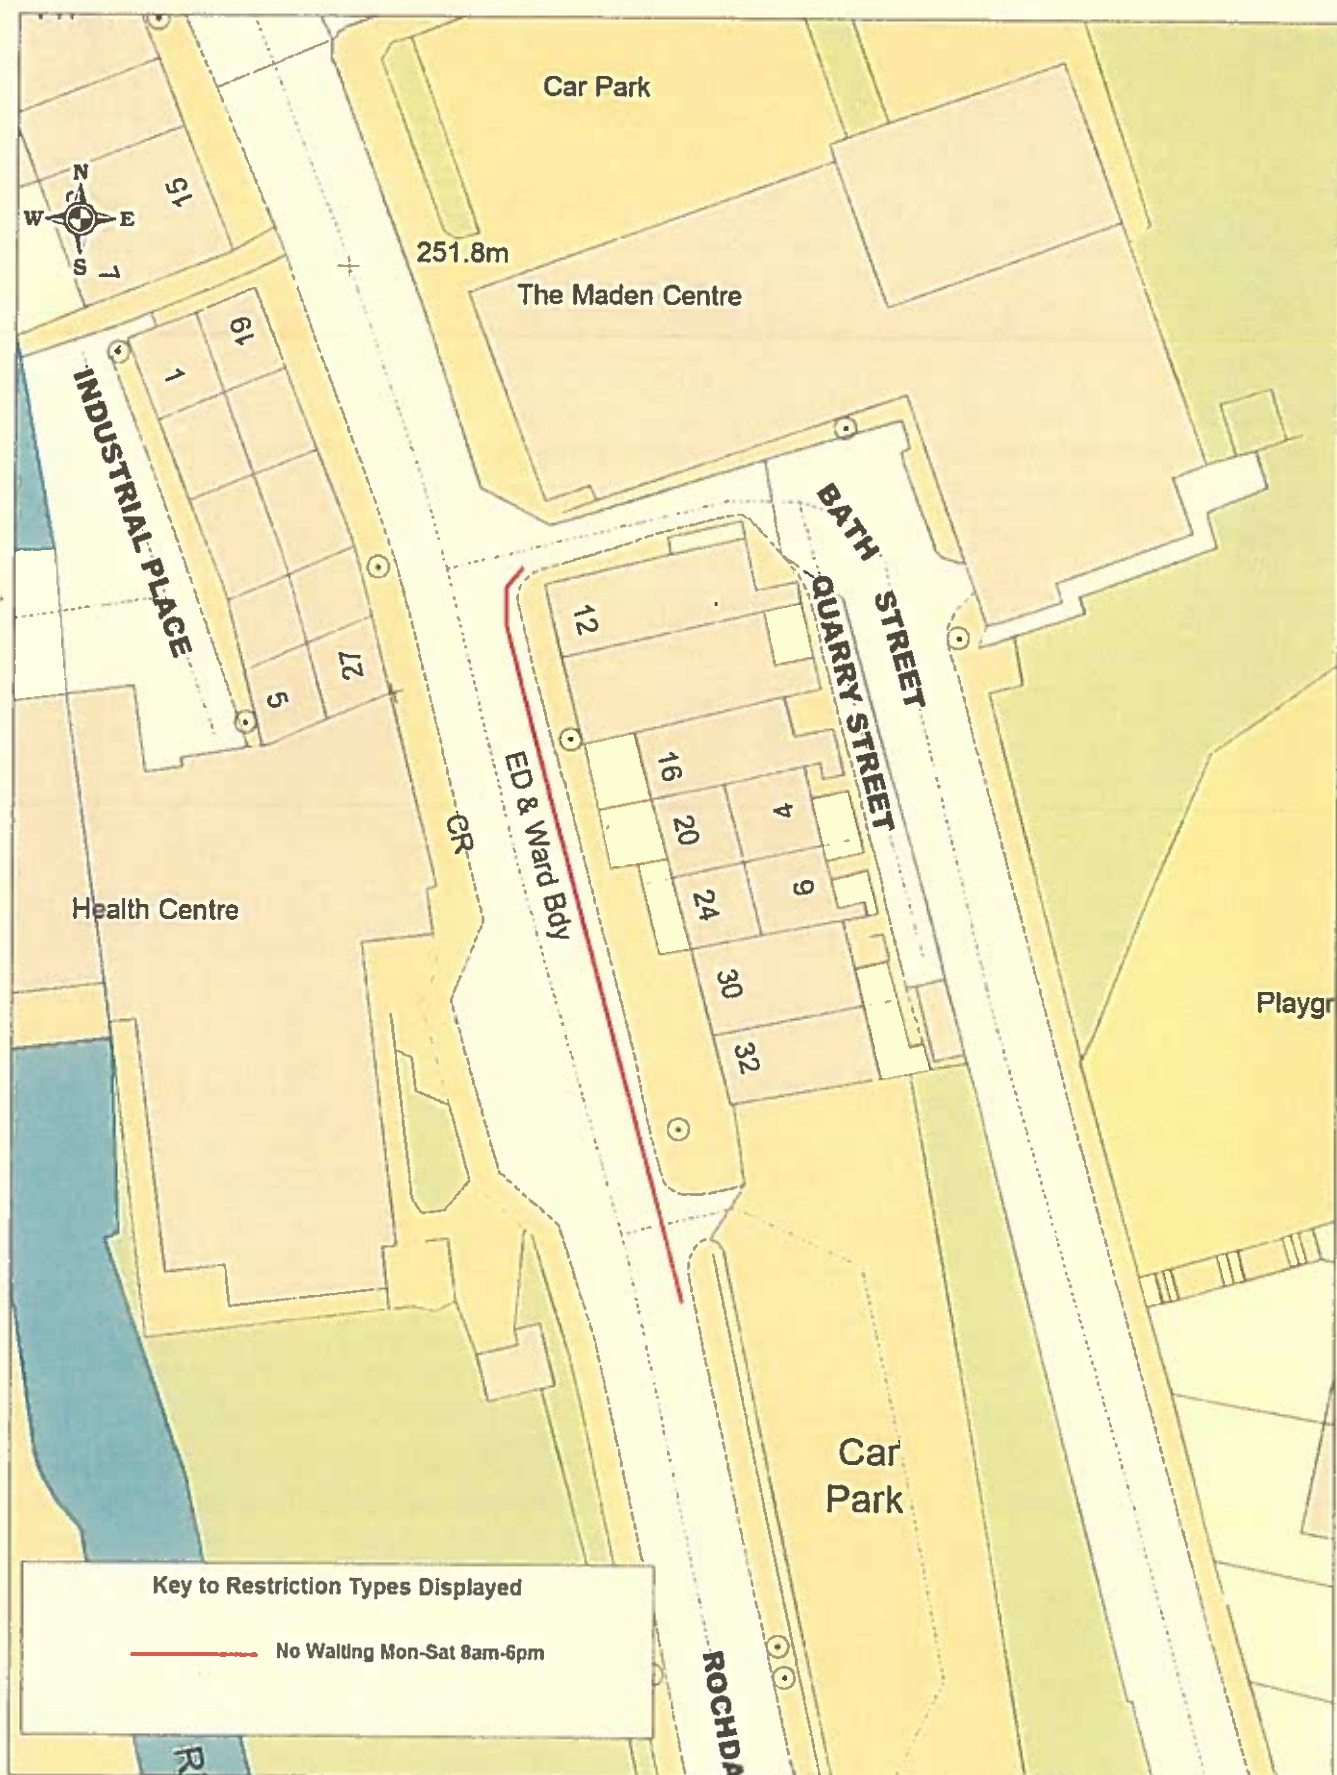 Car Park
15
N
W E
S
7
251.8m
The Maden Centre
19
1
INDUSTRIAL PLACE
BATH STREET
QUARRY STREET
12
27
5
16
ED & Ward Bdy
CR
20
4
24
6
Health Centre
30
32
Playgr
Car
Park
Key to Restriction Types Displayed
No Waiting Mon-Sat 8am-6pm
ROCHDA
R